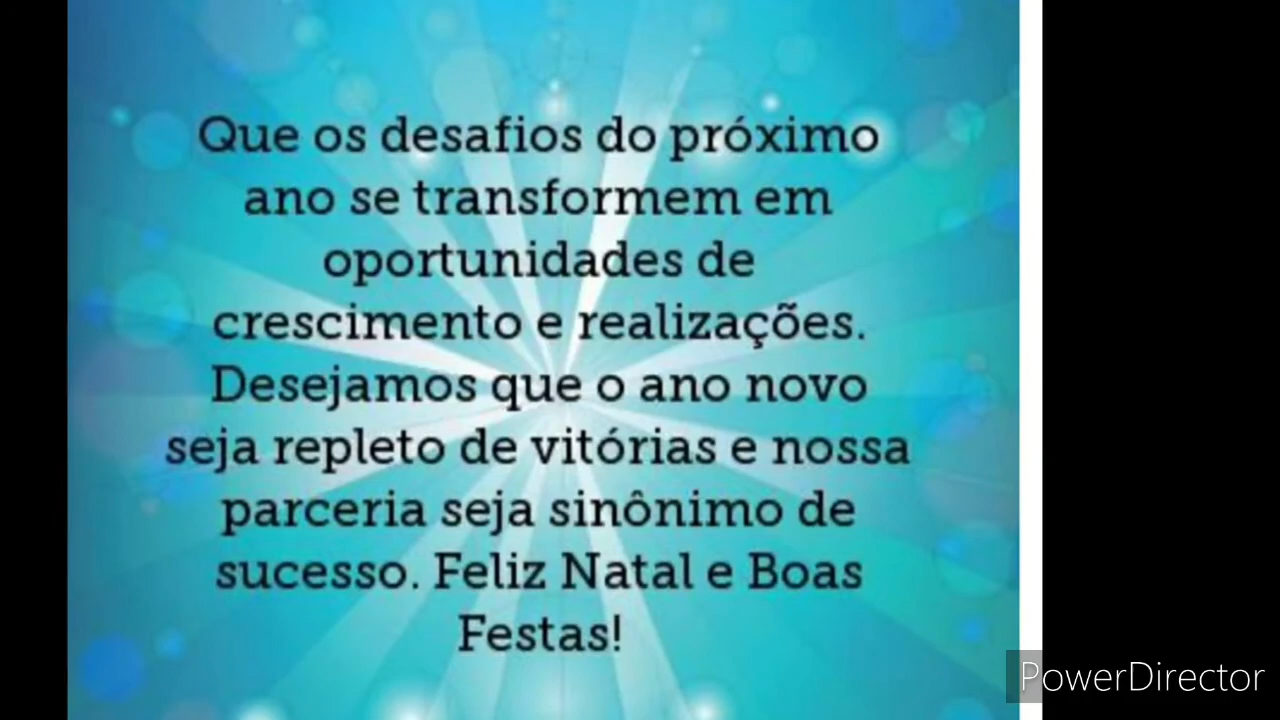 Que os desafios do próximo
ano se transformem em
oportunidades de
crescimento e realizações.
Desejamos que o ano novo
seja repleto de vitórias e nossa
parceria seja sinônimo de
sucesso. Feliz Natal e Boas
Festas!
PowerDirector